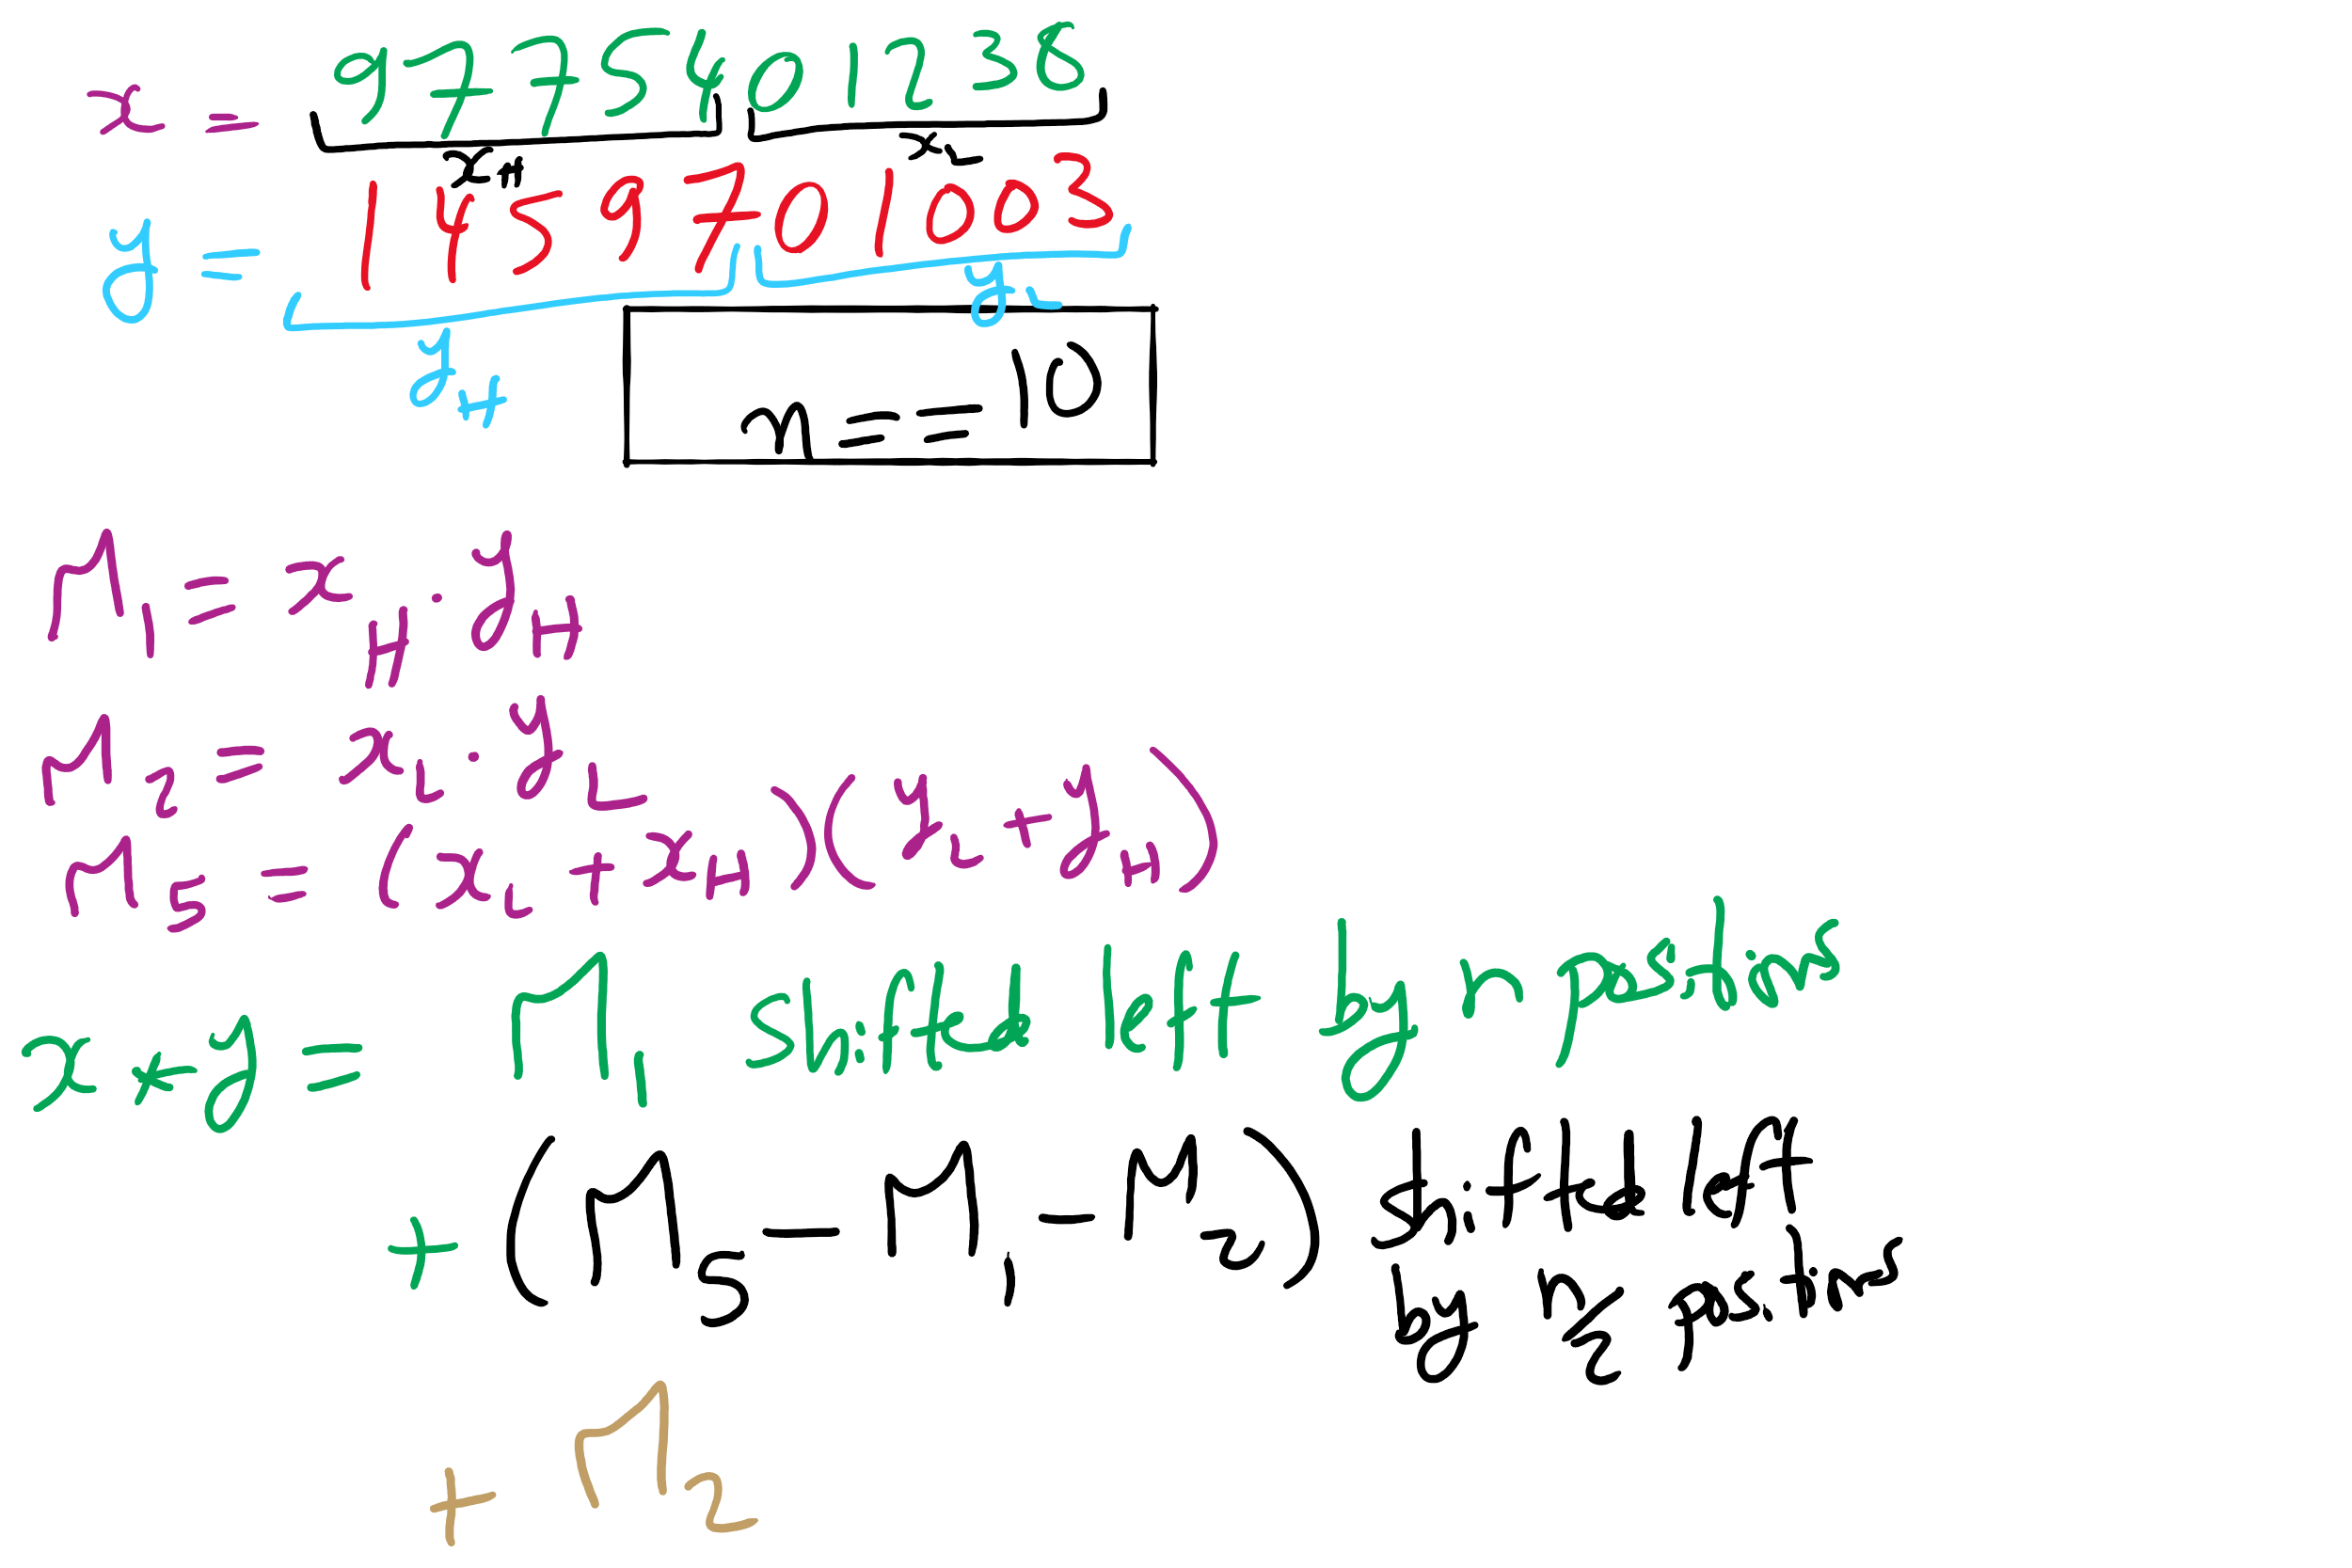 x = 9775401238
x_H x_L
y = 1459701003
y_H y_L
n = = 10
M_1 = x_H · y_H
M_2 = x_L · y_L
M_5 = (x_L + x_H)(y_L + y_H)
x * y = M_1 shifted left by n positions
+ (M_5 - M_1 - M_2) shifted left
by n/2 positions
+ M_2